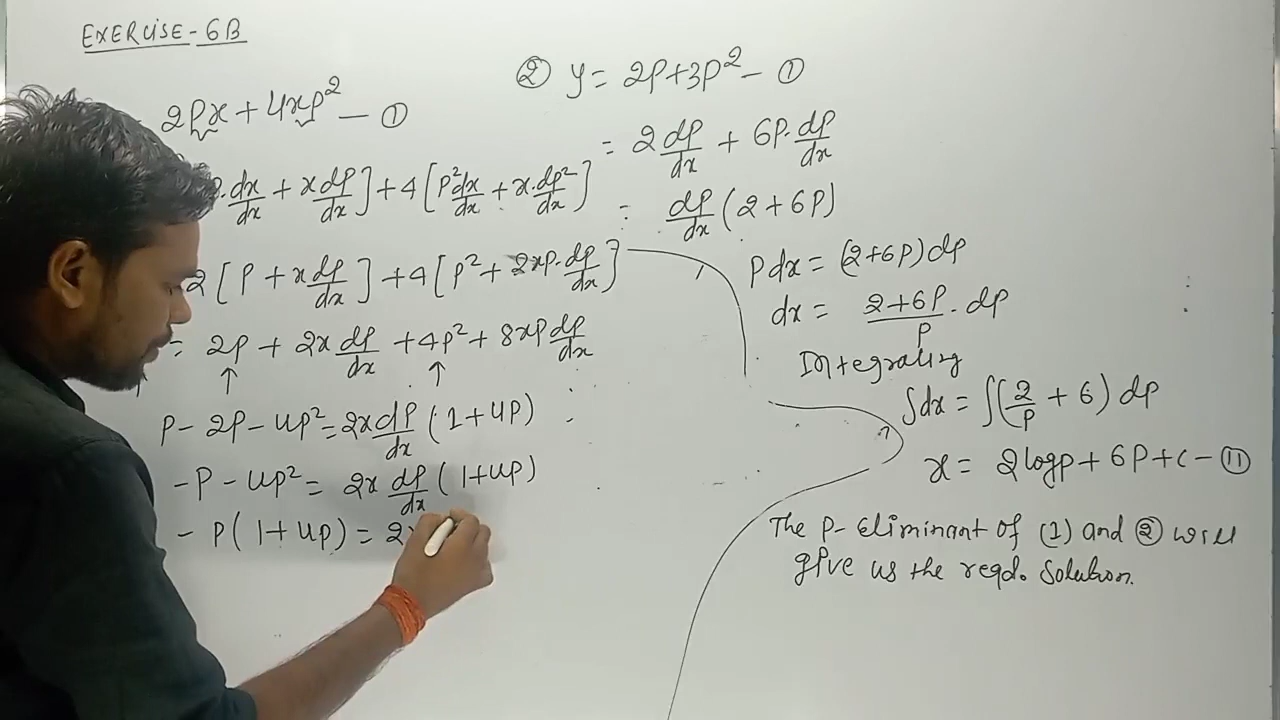 EXERCISE-6B
2px + 4xp² — ①
p.dx/dx + x dp/dx] + 4 [p²dx/dx + x.dp²/dx]
2 [p + x dp/dx] + 4 [p² + 2xp.dp/dx]
= 2p + 2x dp/dx + 4p² + 8xp dp/dx
p - 2p - 4p² = 2x dp/dx (1+4p)
-p - 4p² = 2x dp/dx (1+4p)
- p(1+4p) = 2x
② y = 2p+3p² — ①
= 2 dp/dx + 6p.dp/dx
= dp/dx (2+6p)
pdx = (2+6p)dp
dx = 2+6p/p . dp
Integrating
∫dx = ∫(2/p + 6) dp
x = 2logp + 6p + c — ⑪
The p-eliminant of (1) and ② will
give us the reqd. solution.